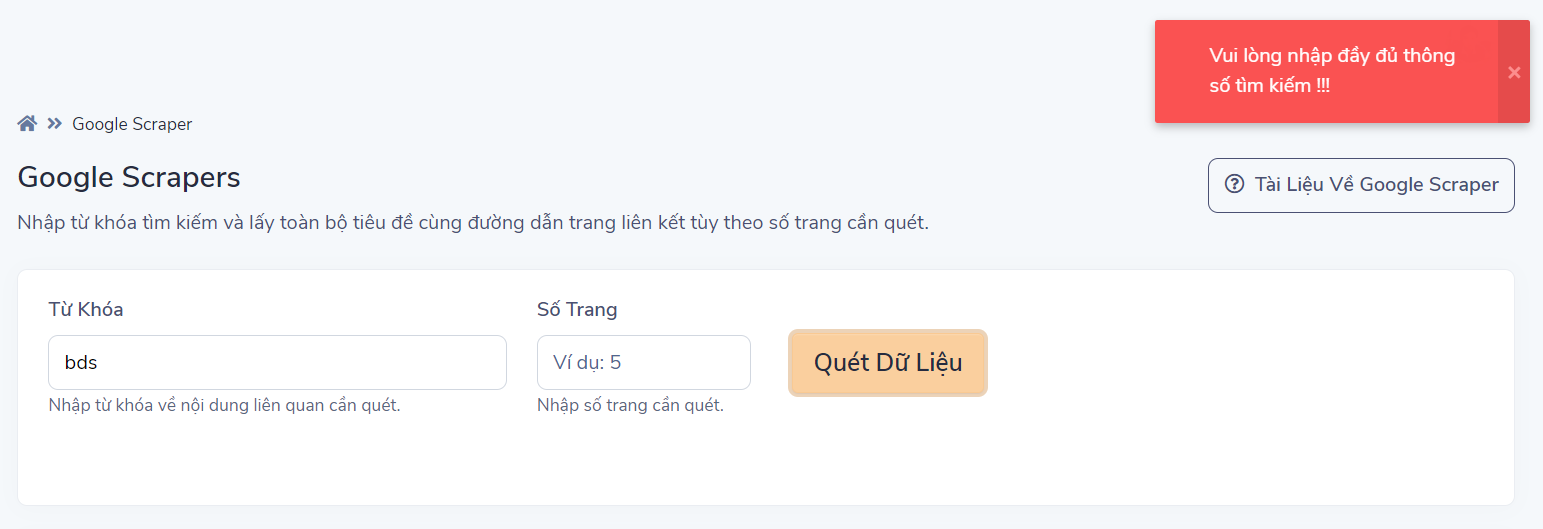 Vui lòng nhập đầy đủ thông
số tìm kiếm !!!
Google Scraper
Google Scrapers
Tài Liệu Về Google Scraper
Nhập từ khóa tìm kiếm và lấy toàn bộ tiêu đề cùng đường dẫn trang liên kết tùy theo số trang cần quét.
Từ Khóa
Số Trang
bds
Ví dụ: 5
Quét Dữ Liệu
Nhập từ khóa về nội dung liên quan cần quét.
Nhập số trang cần quét.